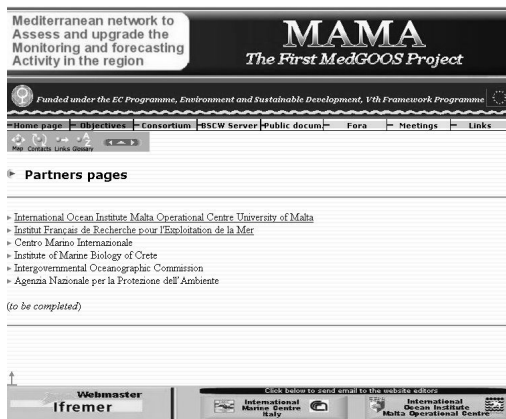 Mediterranean network to
Assess and upgrade the
Monitoring and forecasting
Activity in the region
MAMA
The First MedGOOS Project
Funded under the EC Programme, Environment and Sustainable Development, Vth Framework Programme
Home page Objectives Consortium BSCW Server Public docum. Fora Meetings Links
Map Contacts Links Glossary
Partners pages
International Ocean Institute Malta Operational Centre University of Malta
Institut Français de Recherche pour l'Exploitation de la Mer
Centro Marino Internazionale
Institute of Marine Biology of Crete
Intergovernmental Oceanographic Commission
Agenzia Nazionale per la Protezione dell'Ambiente
(to be completed)
Webmaster
Ifremer
Click below to send email to the website editors
International
Marine Centre
Italy
International
Ocean Institute
Malta Operational Centre